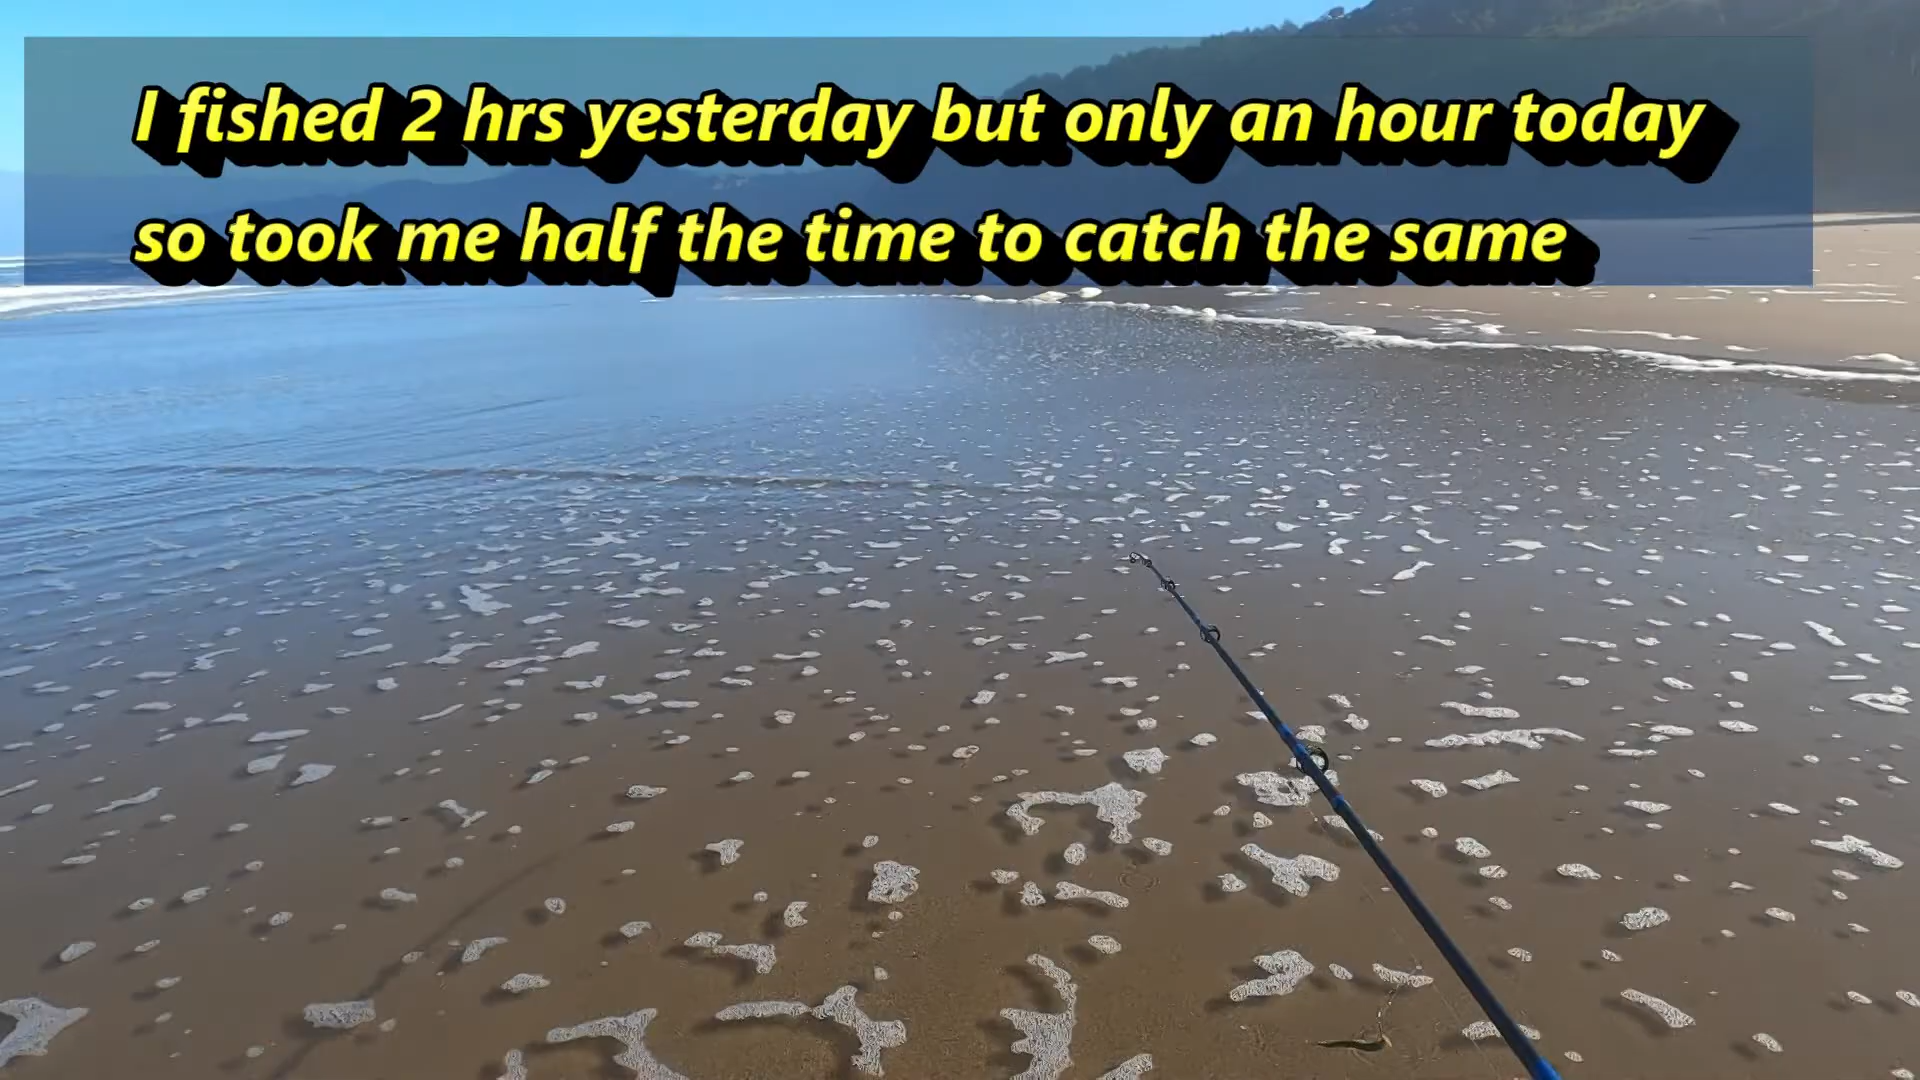 I fished 2 hrs yesterday but only an hour today
so took me half the time to catch the same